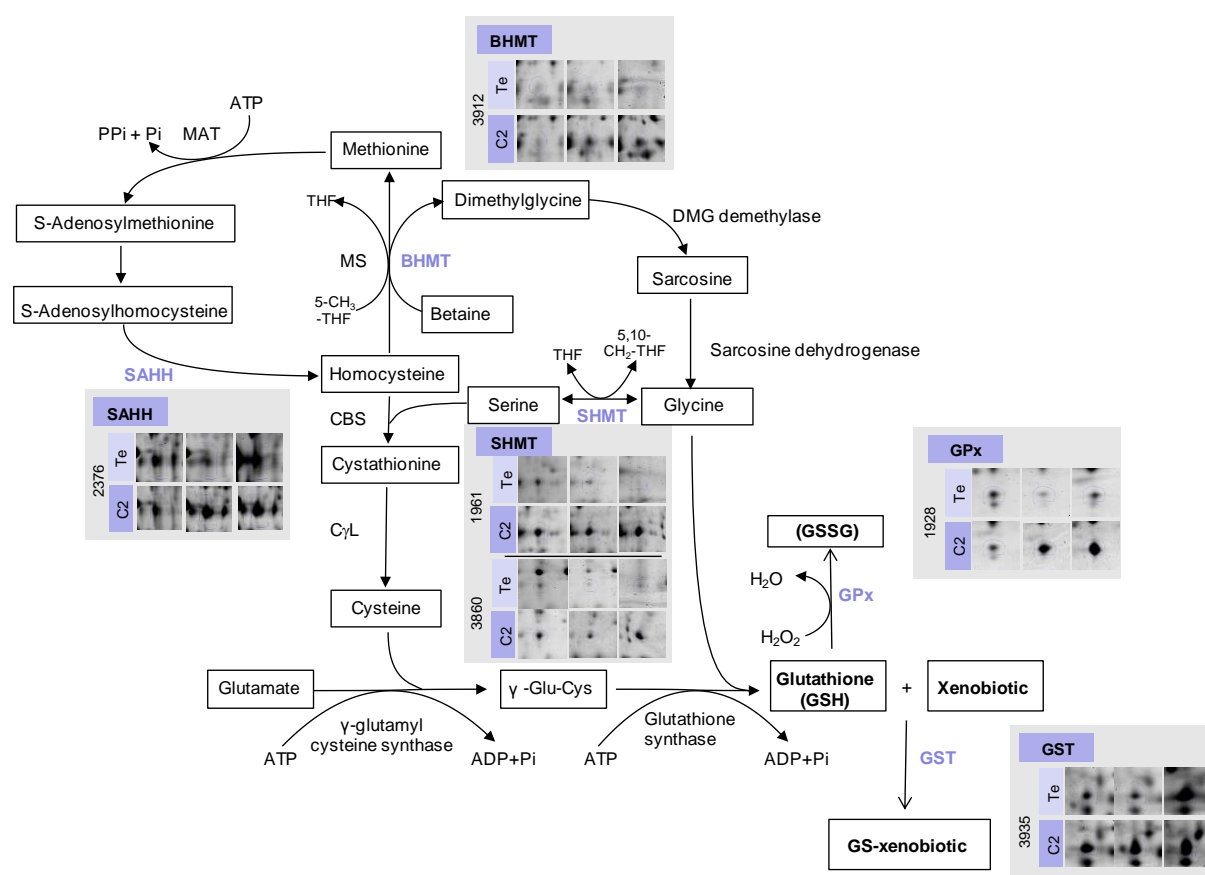 BHMT
3912
Te
C2
ATP
PPi + Pi
MAT
Methionine
THF
Dimethylglycine
DMG demethylase
S-Adenosylmethionine
MS
BHMT
Sarcosine
S-Adenosylhomocysteine
5-CH3
-THF
Betaine
Sarcosine dehydrogenase
SAHH
Homocysteine
THF
5,10-
CH2-THF
Serine
SHMT
Glycine
SAHH
2376
Te
C2
CBS
Cystathionine
SHMT
1961
Te
C2
3860
Te
C2
GPx
1928
Te
C2
CγL
(GSSG)
H2O
GPx
H2O2
Cysteine
Glutamate
γ -Glu-Cys
Glutathione
(GSH)
+
Xenobiotic
γ-glutamyl
cysteine synthase
Glutathione
synthase
ATP
ADP+Pi
ATP
ADP+Pi
GST
GST
3935
Te
C2
GS-xenobiotic